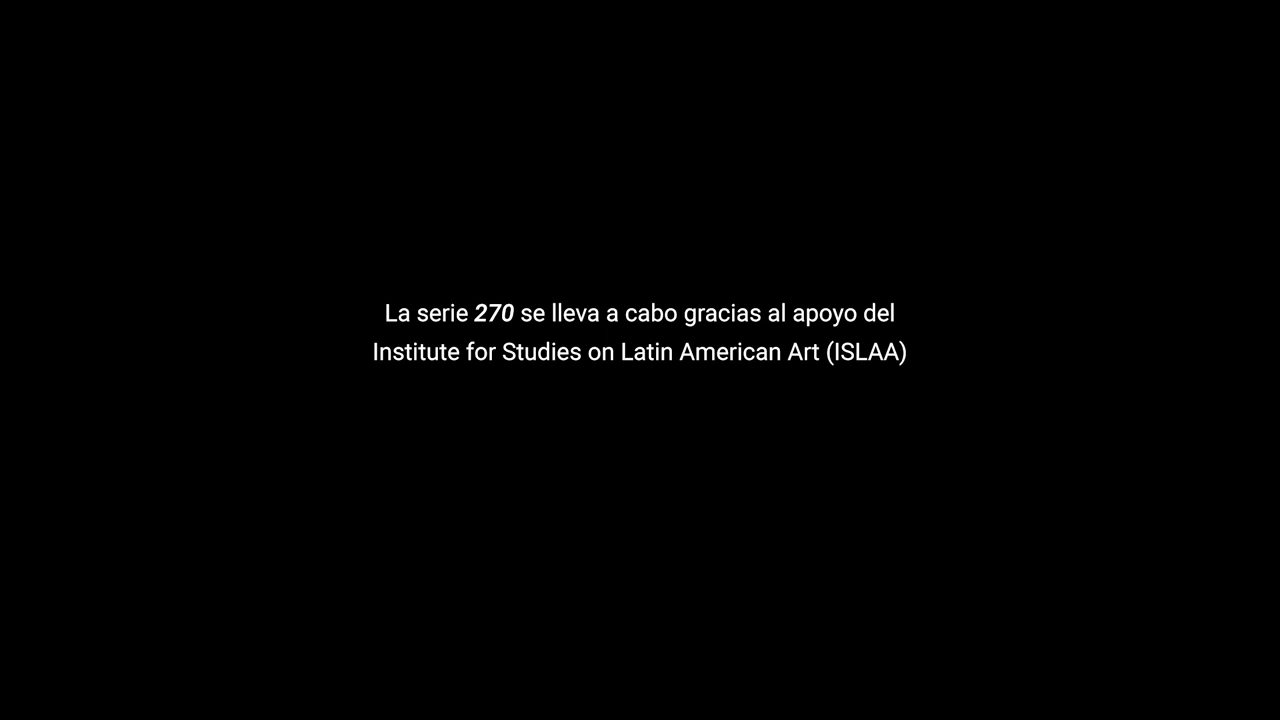 La serie 270 se lleva a cabo gracias al apoyo del
Institute for Studies on Latin American Art (ISLAA)